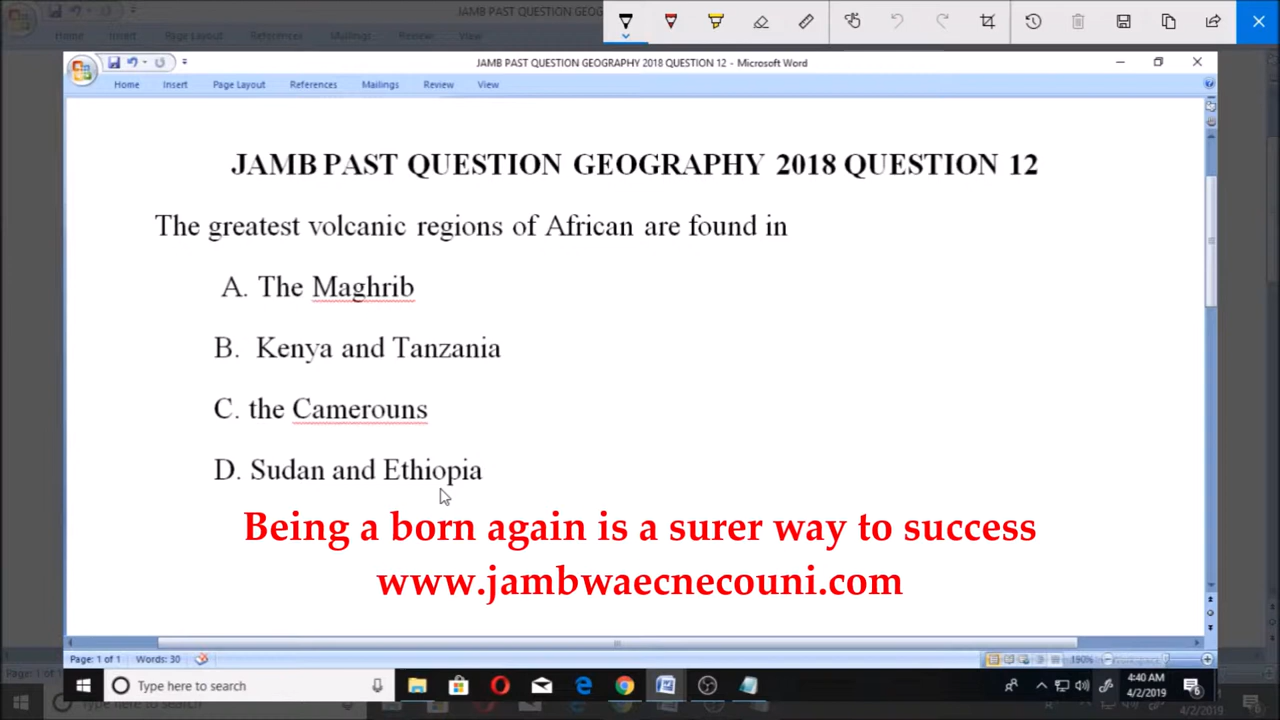 JAMB PAST QUESTION GEOGRAPHY 2018 QUESTION 12 - Microsoft Word
Home Insert Page Layout References Mailings Review View
JAMB PAST QUESTION GEOGRAPHY 2018 QUESTION 12
The greatest volcanic regions of African are found in
A. The Maghrib
B. Kenya and Tanzania
C. the Camerouns
D. Sudan and Ethiopia
Being a born again is a surer way to success
www.jambwaecnecouni.com
Page: 1 of 1 Words: 30 190%
Type here to search 4:40 AM
4/2/2019